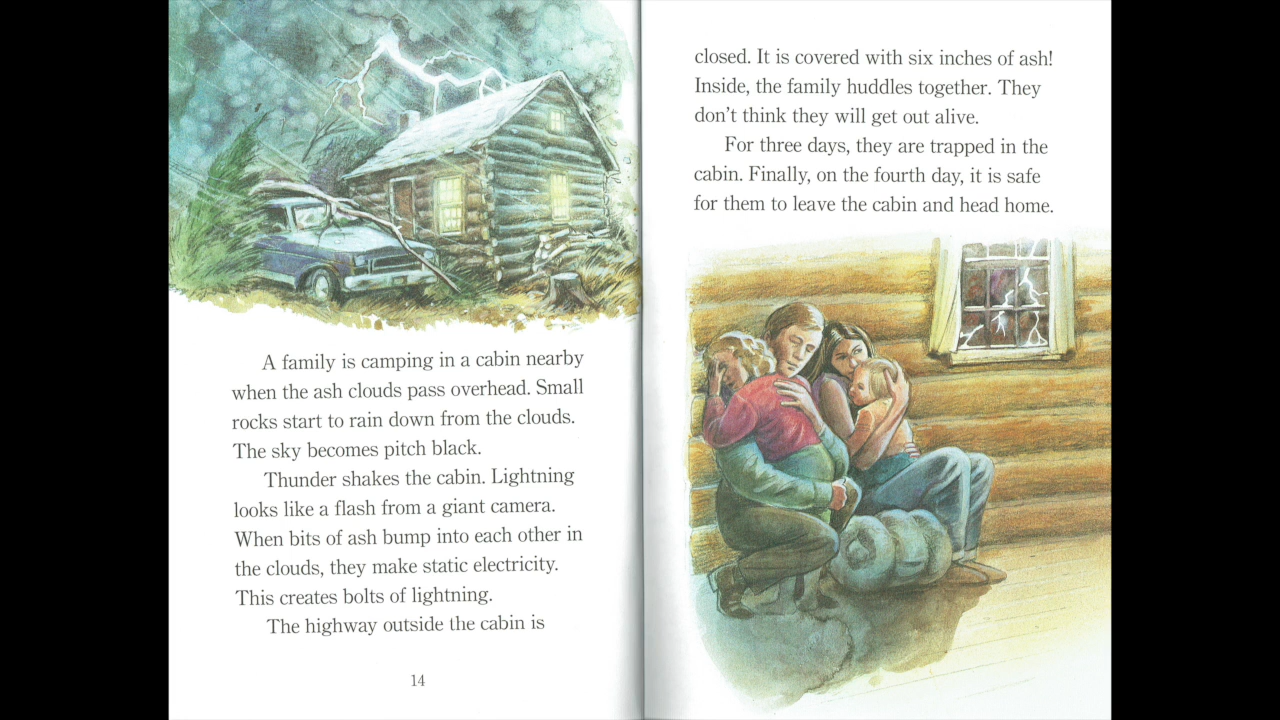 A family is camping in a cabin nearby
when the ash clouds pass overhead. Small
rocks start to rain down from the clouds.
The sky becomes pitch black.
Thunder shakes the cabin. Lightning
looks like a flash from a giant camera.
When bits of ash bump into each other in
the clouds, they make static electricity.
This creates bolts of lightning.
The highway outside the cabin is
14
closed. It is covered with six inches of ash!
Inside, the family huddles together. They
don't think they will get out alive.
For three days, they are trapped in the
cabin. Finally, on the fourth day, it is safe
for them to leave the cabin and head home.